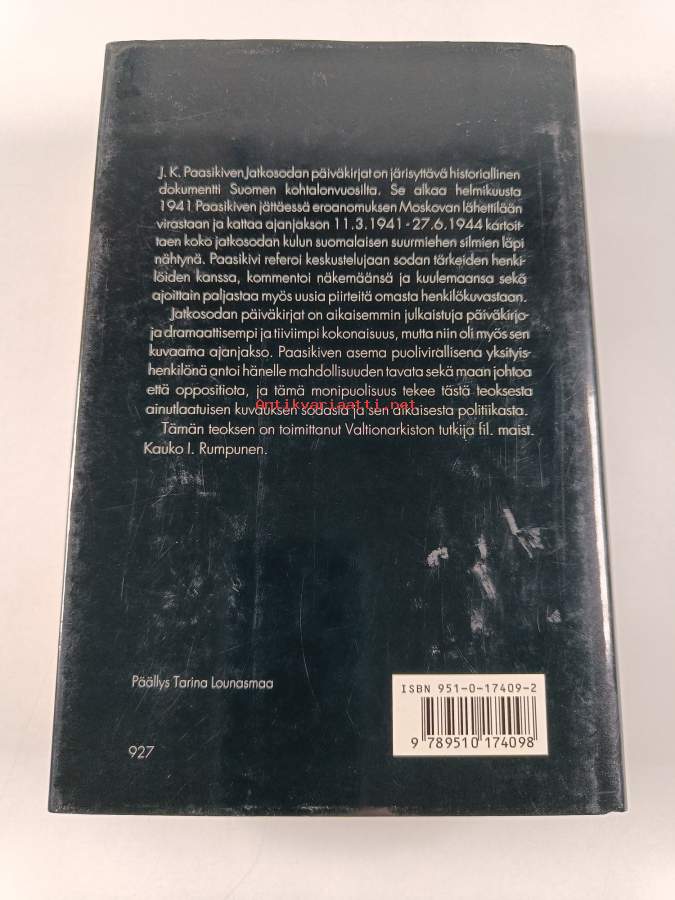 J. K. Paasikiven Jatkosodan päiväkirjat on järisyttävä historiallinen
dokumentti Suomen kohtalonvuosilta. Se alkaa helmikuusta
1941 Paasikiven jättäessä eroanomuksen Moskovan lähettilään
virastaan ja kattaa ajanjakson 11.3.1941 - 27.6.1944 kartoit-
taen koko jatkosodan kulun suomalaisen suurmiehen silmien läpi
nähtynä. Paasikivi referoi keskustelujaan sodan tärkeiden henki-
löiden kanssa, kommentoi näkemäänsä ja kuulemaansa sekä
ajoittain paljastaa myös uusia piirteitä omasta henkilökuvastaan.
Jatkosodan päiväkirjat on aikaisemmin julkaistuja päiväkirjo-
ja dramaattisempi ja tiiviimpi kokonaisuus, mutta niin oli myös sen
kuvaama ajanjakso. Paasikiven asema puolivirallisena yksityis-
henkilönä antoi hänelle mahdollisuuden tavata sekä maan johtoa
että oppositiota, ja tämä monipuolisuus tekee tästä teoksesta
Antikvariaatti.net
ainutlaatuisen kuvauksen sodasta ja sen aikaisesta politiikasta.
Tämän teoksen on toimittanut Valtionarkiston tutkija fil. maist.
Kauko I. Rumpunen.
Päällys Tarina Lounasmaa
927
ISBN 951-0-17409-2
9 789510 174098